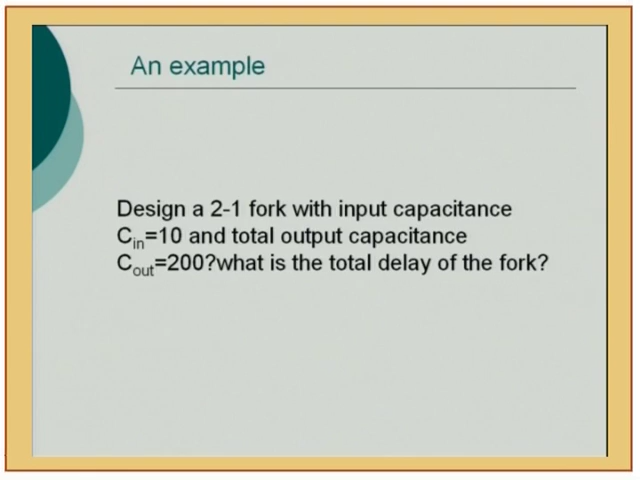 An example
Design a 2-1 fork with input capacitance
Cin=10 and total output capacitance
Cout=200?what is the total delay of the fork?